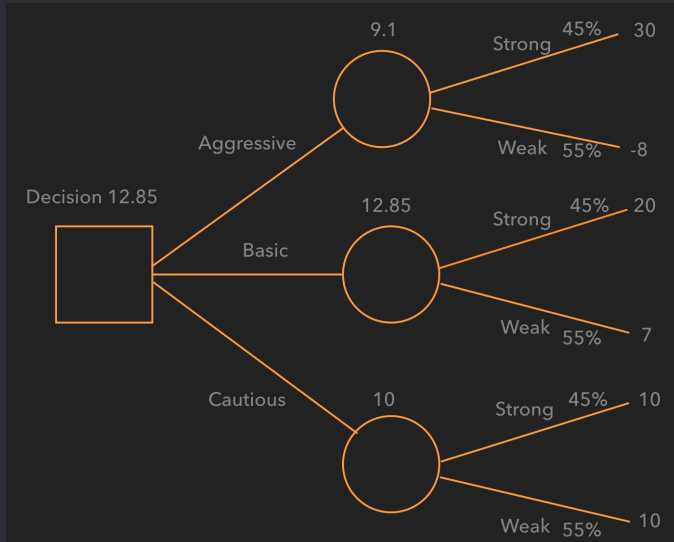 9.1
Strong 45% 30
Aggressive
Weak 55% -8
Decision 12.85
12.85
Strong 45% 20
Basic
Weak 55% 7
Cautious
10
Strong 45% 10
Weak 55% 10